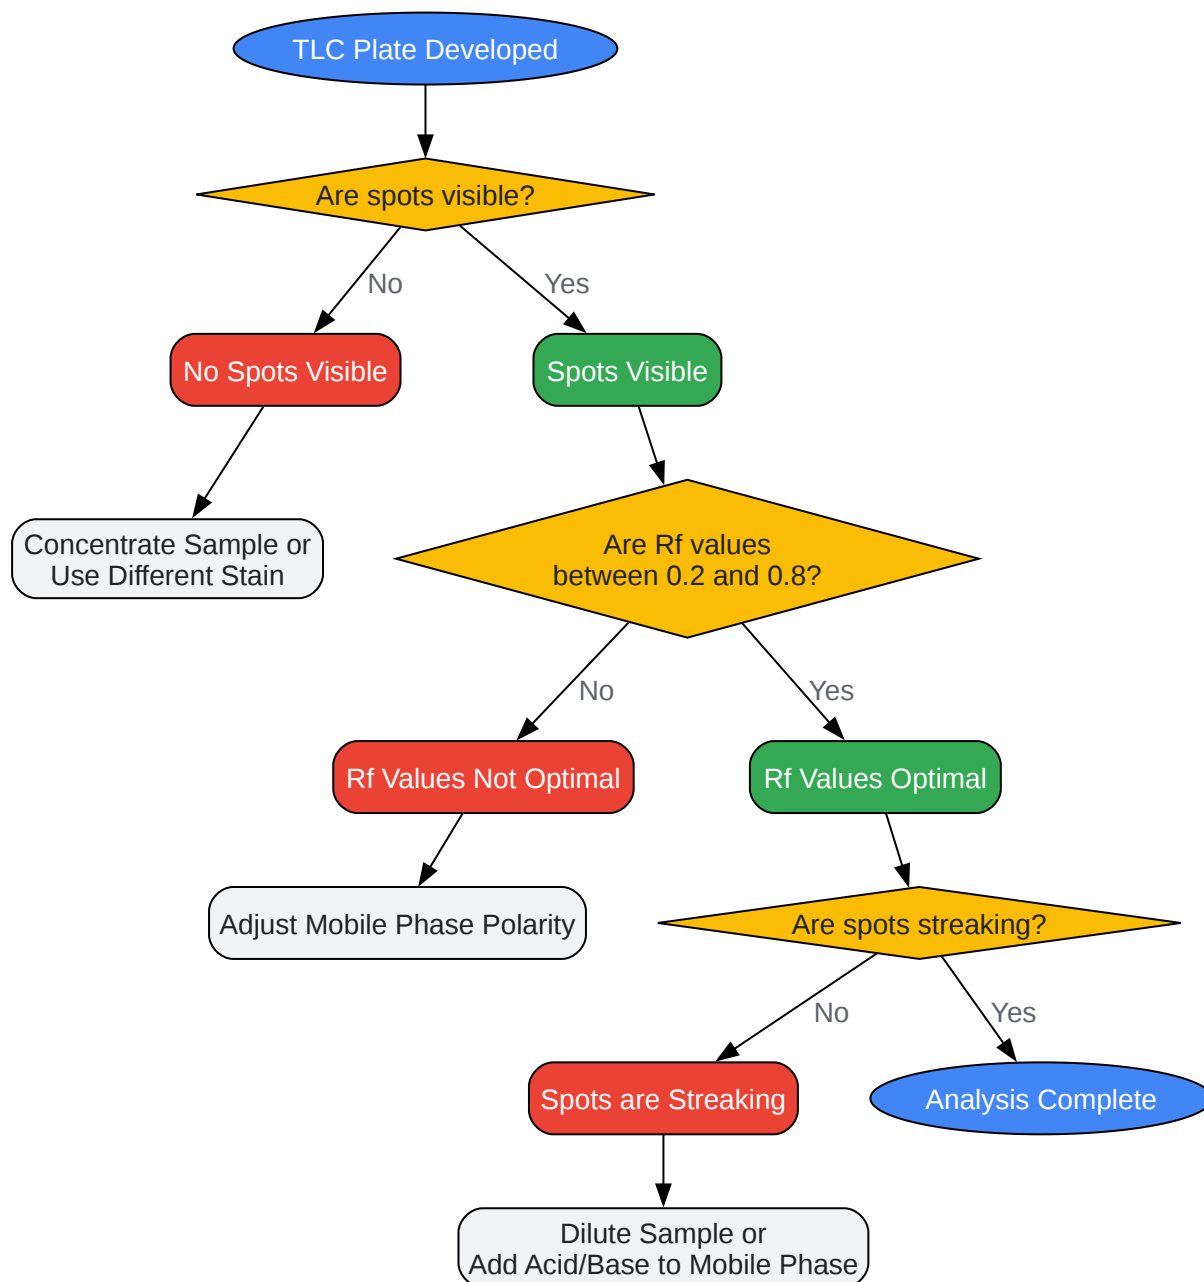 TLC Plate Developed
Are spots visible?
No
Yes
No Spots Visible
Spots Visible
Concentrate Sample or
Use Different Stain
Are Rf values
between 0.2 and 0.8?
No
Yes
Rf Values Not Optimal
Rf Values Optimal
Adjust Mobile Phase Polarity
Are spots streaking?
No
Yes
Spots are Streaking
Analysis Complete
Dilute Sample or
Add Acid/Base to Mobile Phase